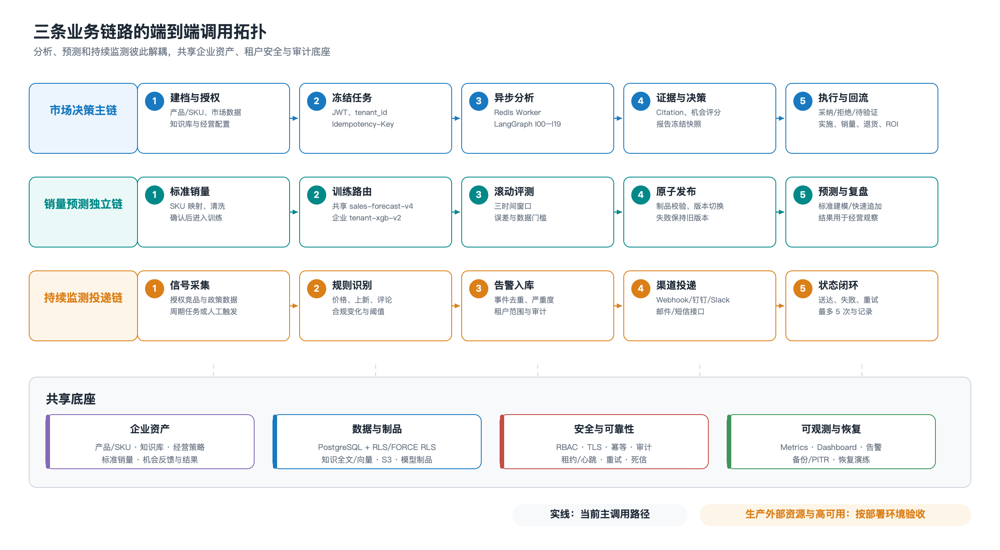 三条业务链路的端到端调用拓扑
分析、预测和持续监测彼此解耦，共享企业资产、租户安全与审计底座
市场决策主链
1
建档与授权
产品/SKU、市场数据
知识库与经营配置
2
冻结任务
JWT、tenant_id
Idempotency-Key
3
异步分析
Redis Worker
LangGraph I00—I19
4
证据与决策
Citation、机会评分
报告冻结快照
5
执行与回流
采纳/拒绝/待验证
实施、销量、退货、ROI
销量预测独立链
1
标准销量
SKU 映射、清洗
确认后进入训练
2
训练路由
共享 sales-forecast-v4
企业 tenant-xgb-v2
3
滚动评测
三时间窗口
误差与数据门槛
4
原子发布
制品校验、版本切换
失败保持旧版本
5
预测与复盘
标准建模/快速追加
结果用于经营观察
持续监测投递链
1
信号采集
授权竞品与政策数据
周期任务或人工触发
2
规则识别
价格、上新、评论
合规变化与阈值
3
告警入库
事件去重、严重度
租户范围与审计
4
渠道投递
Webhook/钉钉/Slack
邮件/短信接口
5
状态闭环
送达、失败、重试
最多 5 次与记录
共享底座
企业资产
产品/SKU · 知识库 · 经营策略
标准销量 · 机会反馈与结果
数据与制品
PostgreSQL + RLS/FORCE RLS
知识全文/向量 · S3 · 模型制品
安全与可靠性
RBAC · TLS · 幂等 · 审计
租约/心跳 · 重试 · 死信
可观测与恢复
Metrics · Dashboard · 告警
备份/PITR · 恢复演练
实线：当前主调用路径
生产外部资源与高可用：按部署环境验收